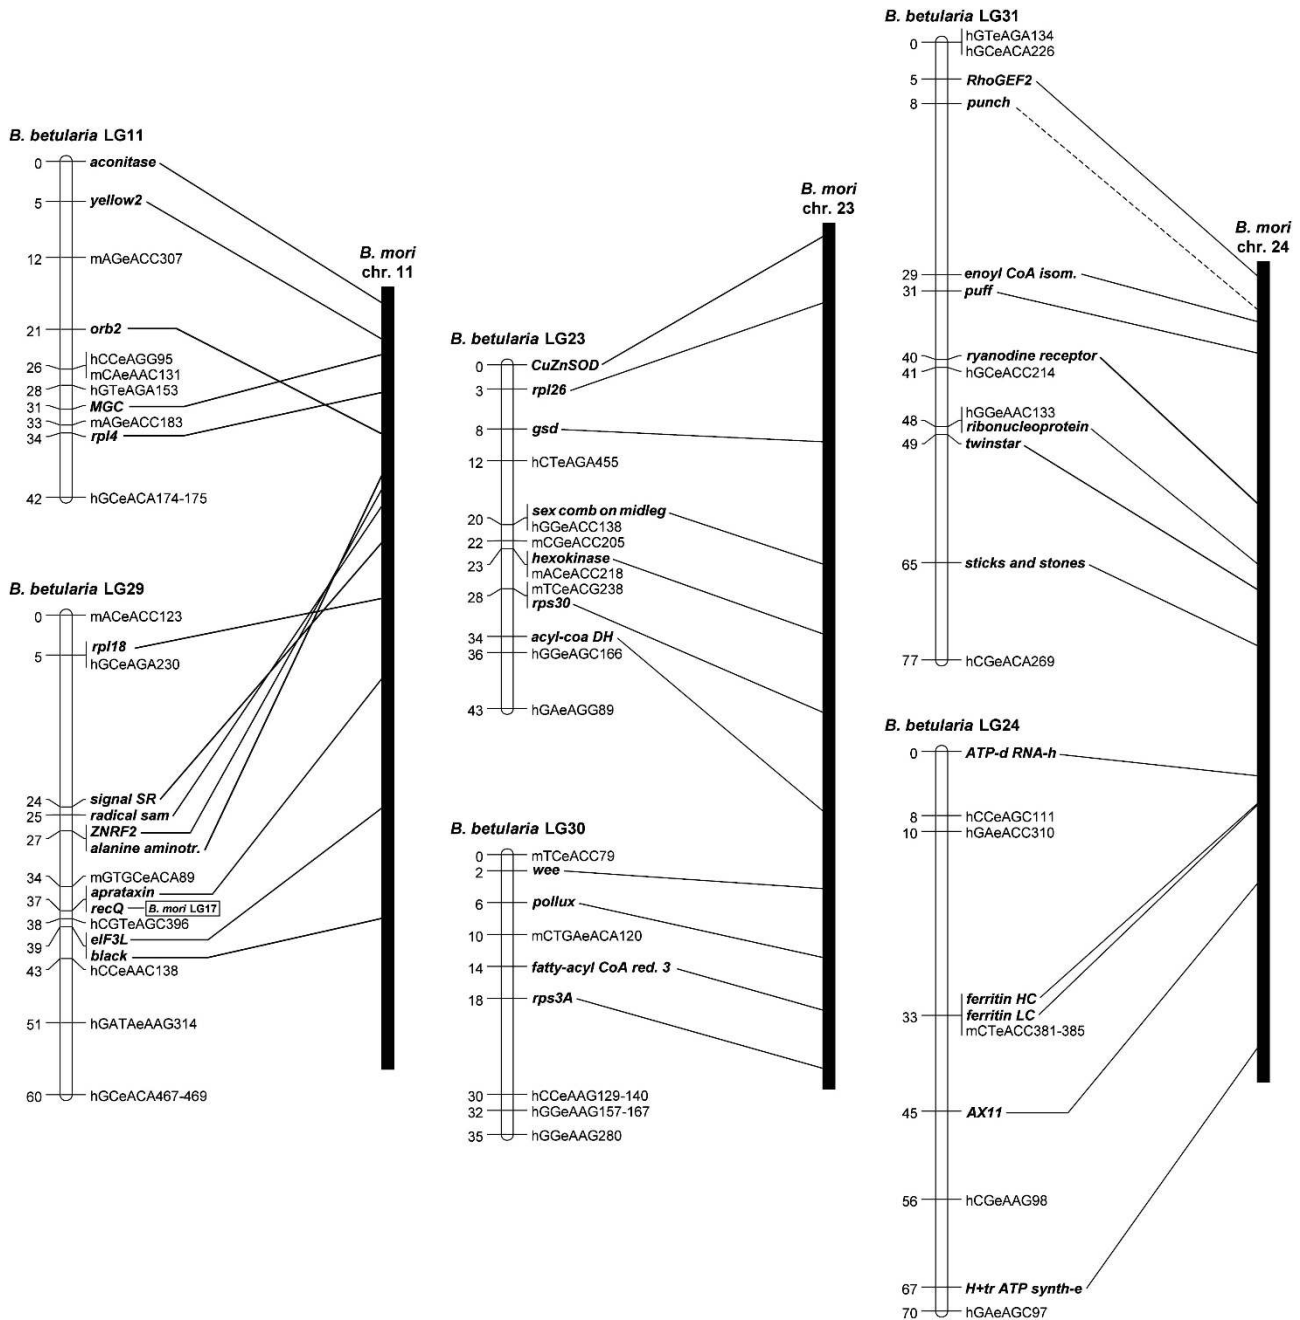 B. betularia LG11
0 aconitase
5 yellow2
12 mAGeACC307
21 orb2
26 hCCeAGG95
mCAeAAC131
28 hGTeAGA153
31 MGC
33 mAGeACC183
34 rpl4
42 hGCeACA174-175
B. betularia LG29
0 mACeACC123
5 rpl18
hGCeAGA230
24 signal SR
25 radical sam
27 ZNRF2
alanine aminotr.
34 mGTGCeACA89
37 aprataxin
recQ B. mori LG17
38 hCGTeAGC396
39 eIF3L
black
43 hCCeAAC138
51 hGATAeAAG314
60 hGCeACA467-469
B. mori
chr. 11
B. betularia LG23
0 CuZnSOD
3 rpl26
8 gsd
12 hCTeAGA455
20 sex comb on midleg
hGGeACC138
22 mCGeACC205
23 hexokinase
mACeACC218
28 mTCeACG238
rps30
34 acyl-coa DH
36 hGGeAGC166
43 hGAeAGG89
B. betularia LG30
0 mTCeACC79
2 wee
6 pollux
10 mCTGAeACA120
14 fatty-acyl CoA red. 3
18 rps3A
30 hCCeAAG129-140
32 hGGeAAG157-167
35 hGGeAAG280
B. mori
chr. 23
B. betularia LG31
0 hGTeAGA134
hGCeACA226
5 RhoGEF2
8 punch
29 enoyl CoA isom.
31 puff
40 ryanodine receptor
41 hGCeACC214
48 hGGeAAC133
ribonucleoprotein
49 twinstar
65 sticks and stones
77 hCGeACA269
B. betularia LG24
0 ATP-d RNA-h
8 hCCeAGC111
10 hGAeACC310
33 ferritin HC
ferritin LC
mCTeACC381-385
45 AX11
56 hCGeAAG98
67 H+tr ATP synth-e
70 hGAeAGC97
B. mori
chr. 24